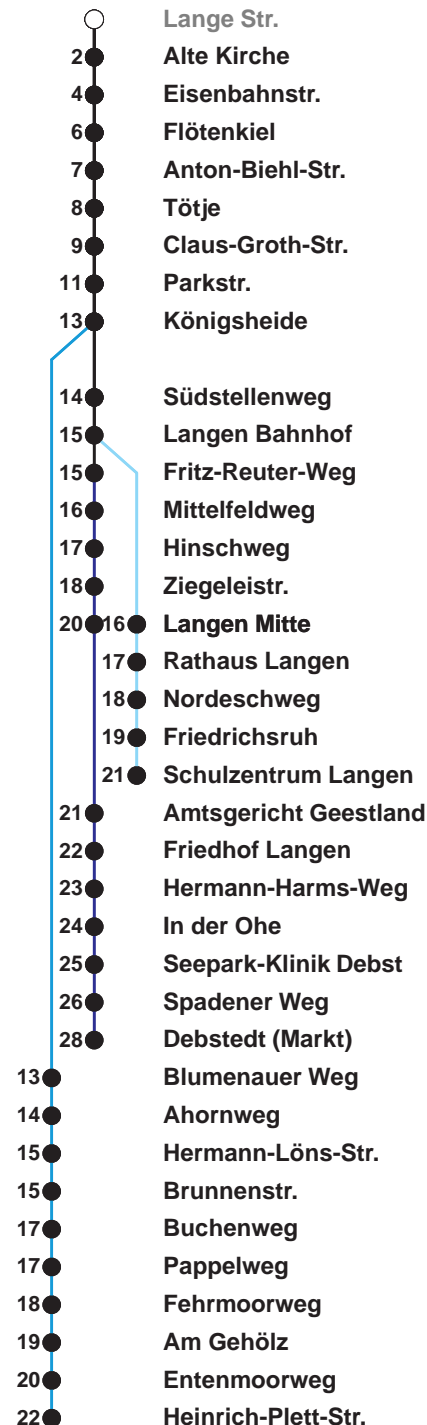 Lange Str.
2 Alte Kirche
4 Eisenbahnstr.
6 Flötenkiel
7 Anton-Biehl-Str.
8 Tötje
9 Claus-Groth-Str.
11 Parkstr.
13 Königsheide
14 Südstellenweg
15 Langen Bahnhof
15 Fritz-Reuter-Weg
16 Mittelfeldweg
17 Hinschweg
18 Ziegeleistr.
20 16 Langen Mitte
17 Rathaus Langen
18 Nordeschweg
19 Friedrichsruh
21 Schulzentrum Langen
21 Amtsgericht Geestland
22 Friedhof Langen
23 Hermann-Harms-Weg
24 In der Ohe
25 Seepark-Klinik Debst
26 Spadener Weg
28 Debstedt (Markt)
13 Blumenauer Weg
14 Ahornweg
15 Hermann-Löns-Str.
15 Brunnenstr.
17 Buchenweg
17 Pappelweg
18 Fehrmoorweg
19 Am Gehölz
20 Entenmoorweg
22 Heinrich-Plett-Str.